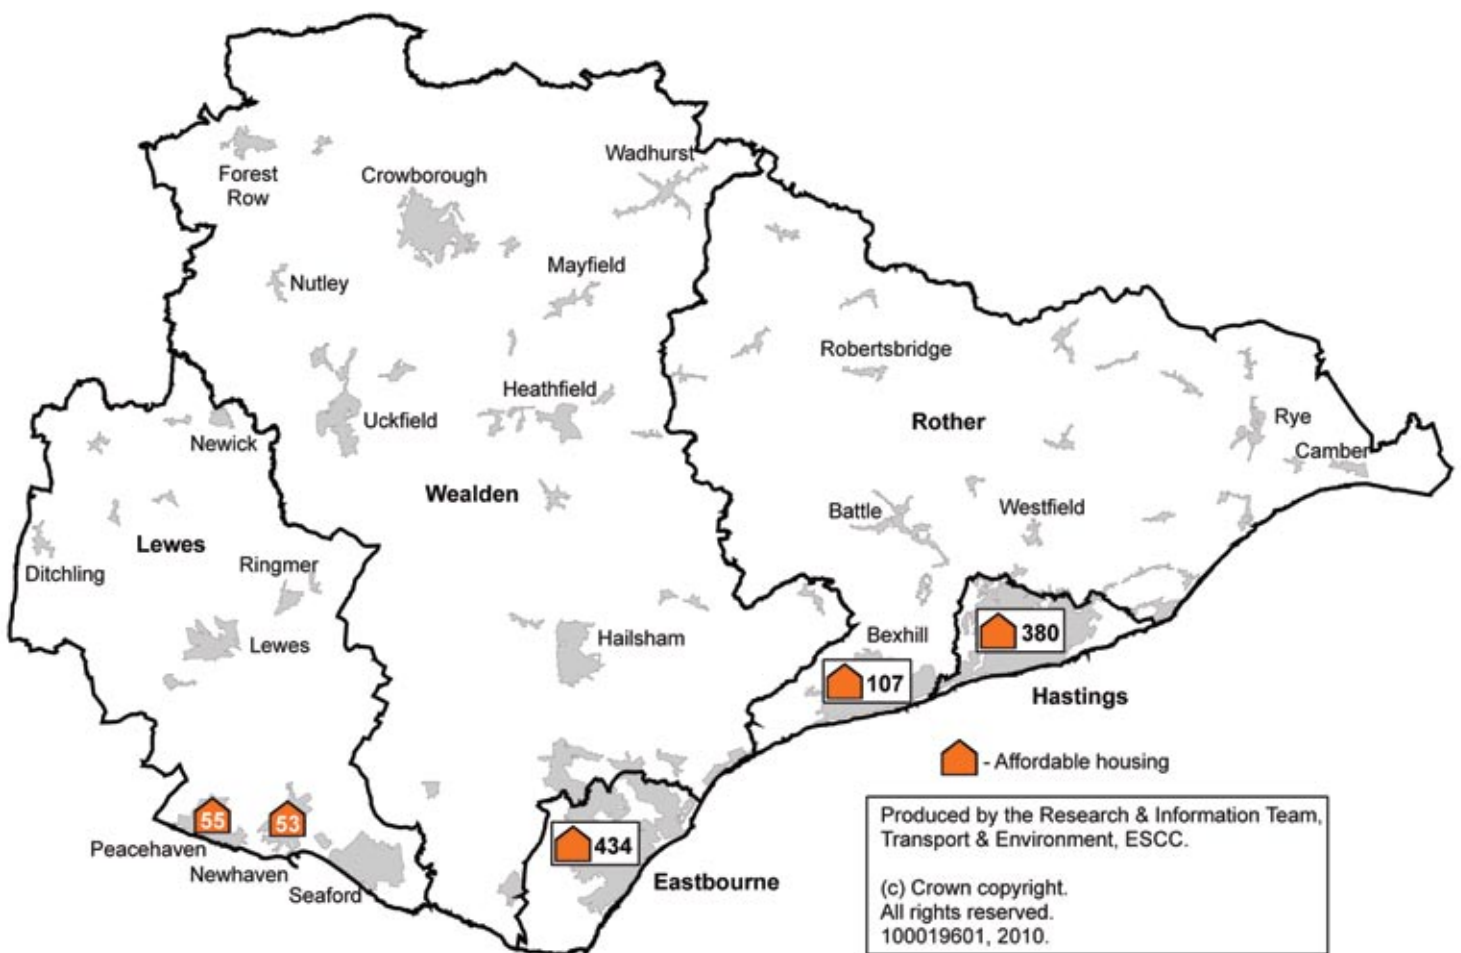 Wadhurst
Forest
Row
Crowborough
Mayfield
Nutley
Robertsbridge
Heathfield
Uckfield
Rother
Rye
Newick
Camber
Wealden
Battle
Westfield
Lewes
Ringmer
Ditchling
Lewes
Hailsham
Bexhill
380
107
Hastings
- Affordable housing
55
53
Peacehaven
Newhaven
Seaford
434
Eastbourne
Produced by the Research & Information Team,
Transport & Environment, ESCC.
(c) Crown copyright.
All rights reserved.
100019601, 2010.